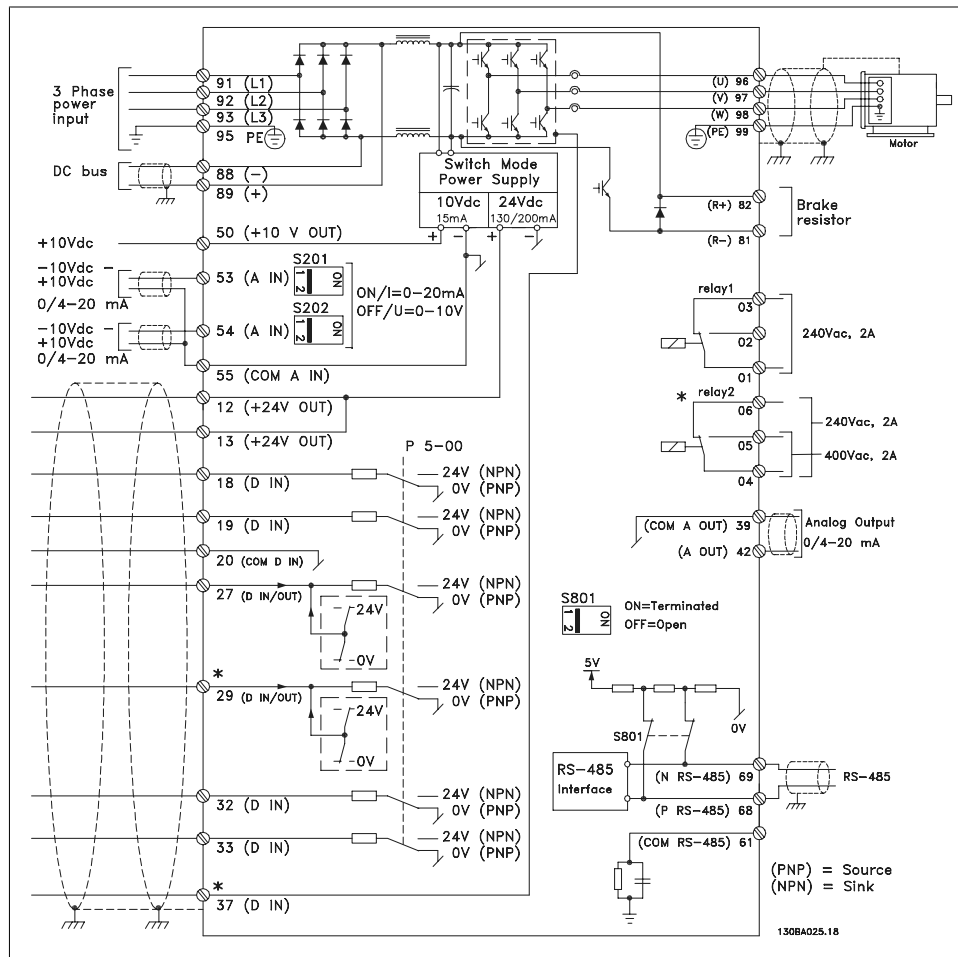 3 Phase
power
input
91 (L1)
92 (L2)
93 (L3)
95 PE
DC bus
88 (-)
89 (+)
+10Vdc
50 (+10 V OUT)
-10Vdc -
+10Vdc
0/4-20 mA
53 (A IN)
S201
1 2
ON
ON/I=0-20mA
OFF/U=0-10V
-10Vdc -
+10Vdc
0/4-20 mA
54 (A IN)
S202
1 2
ON
55 (COM A IN)
12 (+24V OUT)
13 (+24V OUT)
P 5-00
18 (D IN)
24V (NPN)
0V (PNP)
19 (D IN)
24V (NPN)
0V (PNP)
20 (COM D IN)
27 (D IN/OUT)
24V (NPN)
0V (PNP)
24V
0V
*
29 (D IN/OUT)
24V (NPN)
0V (PNP)
24V
0V
32 (D IN)
24V (NPN)
0V (PNP)
33 (D IN)
24V (NPN)
0V (PNP)
*
37 (D IN)
Switch Mode
Power Supply
10Vdc
15mA
24Vdc
130/200mA
+ - + -
(U) 96
(V) 97
(W) 98
(PE) 99
Motor
(R+) 82
(R-) 81
Brake
resistor
relay1
03
02
01
240Vac, 2A
* relay2
06
05
04
240Vac, 2A
400Vac, 2A
(COM A OUT) 39
(A OUT) 42
Analog Output
0/4-20 mA
S801
1 2
ON
ON=Terminated
OFF=Open
5V
S801
0V
RS-485
Interface
(N RS-485) 69
(P RS-485) 68
(COM RS-485) 61
RS-485
(PNP) = Source
(NPN) = Sink
130BA025.18